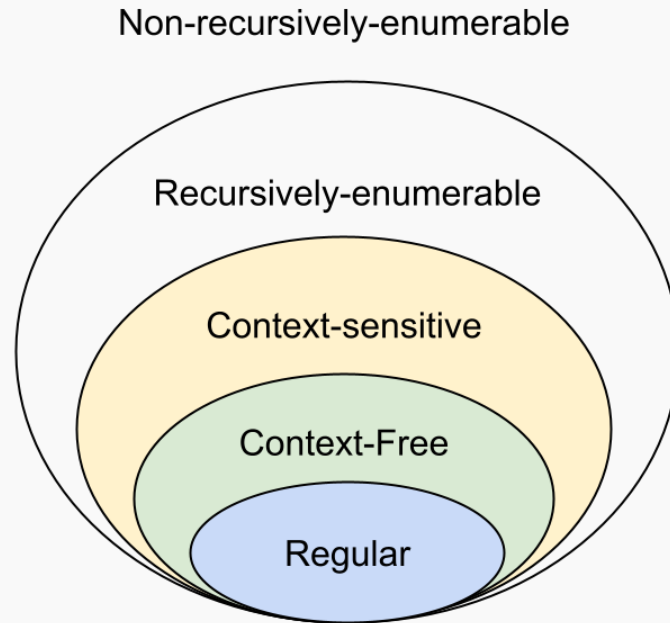 Non-recursively-enumerable
Recursively-enumerable
Context-sensitive
Context-Free
Regular